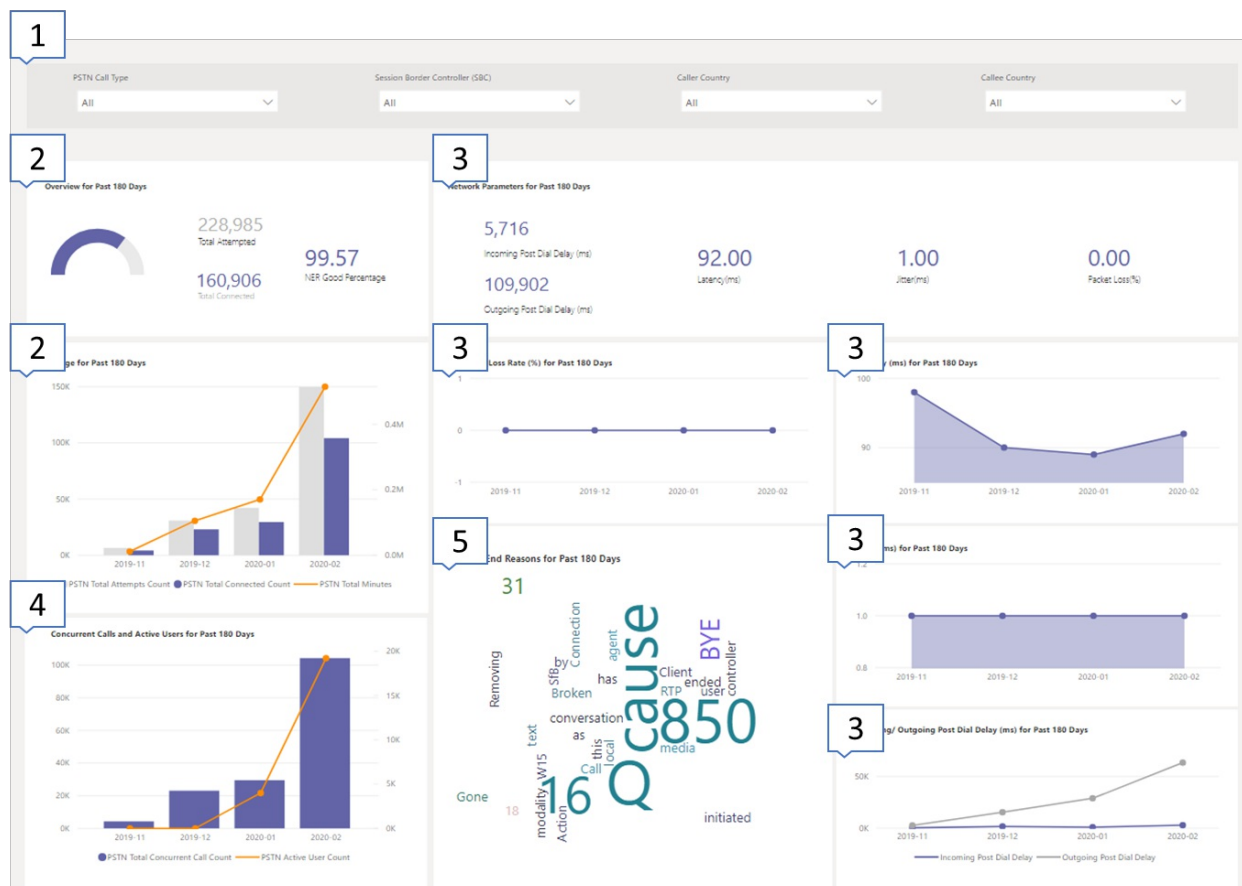 1
PSTN Call Type
All
Session Border Controller (SBC)
All
Caller Country
All
Callee Country
All
2
Overview for Past 180 Days
228,985
Total Attempted
160,906
Total Connected
99.57
NER Good Percentage
3
Network Parameters for Past 180 Days
5,716
Incoming Post Dial Delay (ms)
109,902
Outgoing Post Dial Delay (ms)
92.00
Latency(ms)
1.00
Jitter(ms)
0.00
Packet Loss(%)
2
ge for Past 180 Days
150K
100K
50K
0K
0.4M
0.2M
0.0M
2019-11 2019-12 2020-01 2020-02
PSTN Total Attempts Count PSTN Total Connected Count PSTN Total Minutes
3
Loss Rate (%) for Past 180 Days
1
0
-1
2019-11 2019-12 2020-01 2020-02
3
y (ms) for Past 180 Days
100
90
2019-11 2019-12 2020-01 2020-02
4
Concurrent Calls and Active Users for Past 180 Days
100K
80K
60K
40K
20K
0K
20K
15K
10K
5K
0K
2019-11 2019-12 2020-01 2020-02
PSTN Total Concurrent Call Count PSTN Active User Count
5
End Reasons for Past 180 Days
31
Connection
agent
cause
BYE
controller
Removing
SfB
by
has
Client
ended
Broken
RTP
user
conversation
850
text
as
this
local
media
W15
Call
16
Q
Gone
18
modality
Action
initiated
3
ms) for Past 180 Days
1.2
1.0
0.8
2019-11 2019-12 2020-01 2020-02
3
ng/ Outgoing Post Dial Delay (ms) for Past 180 Days
50K
0K
2019-11 2019-12 2020-01 2020-02
Incoming Post Dial Delay Outgoing Post Dial Delay